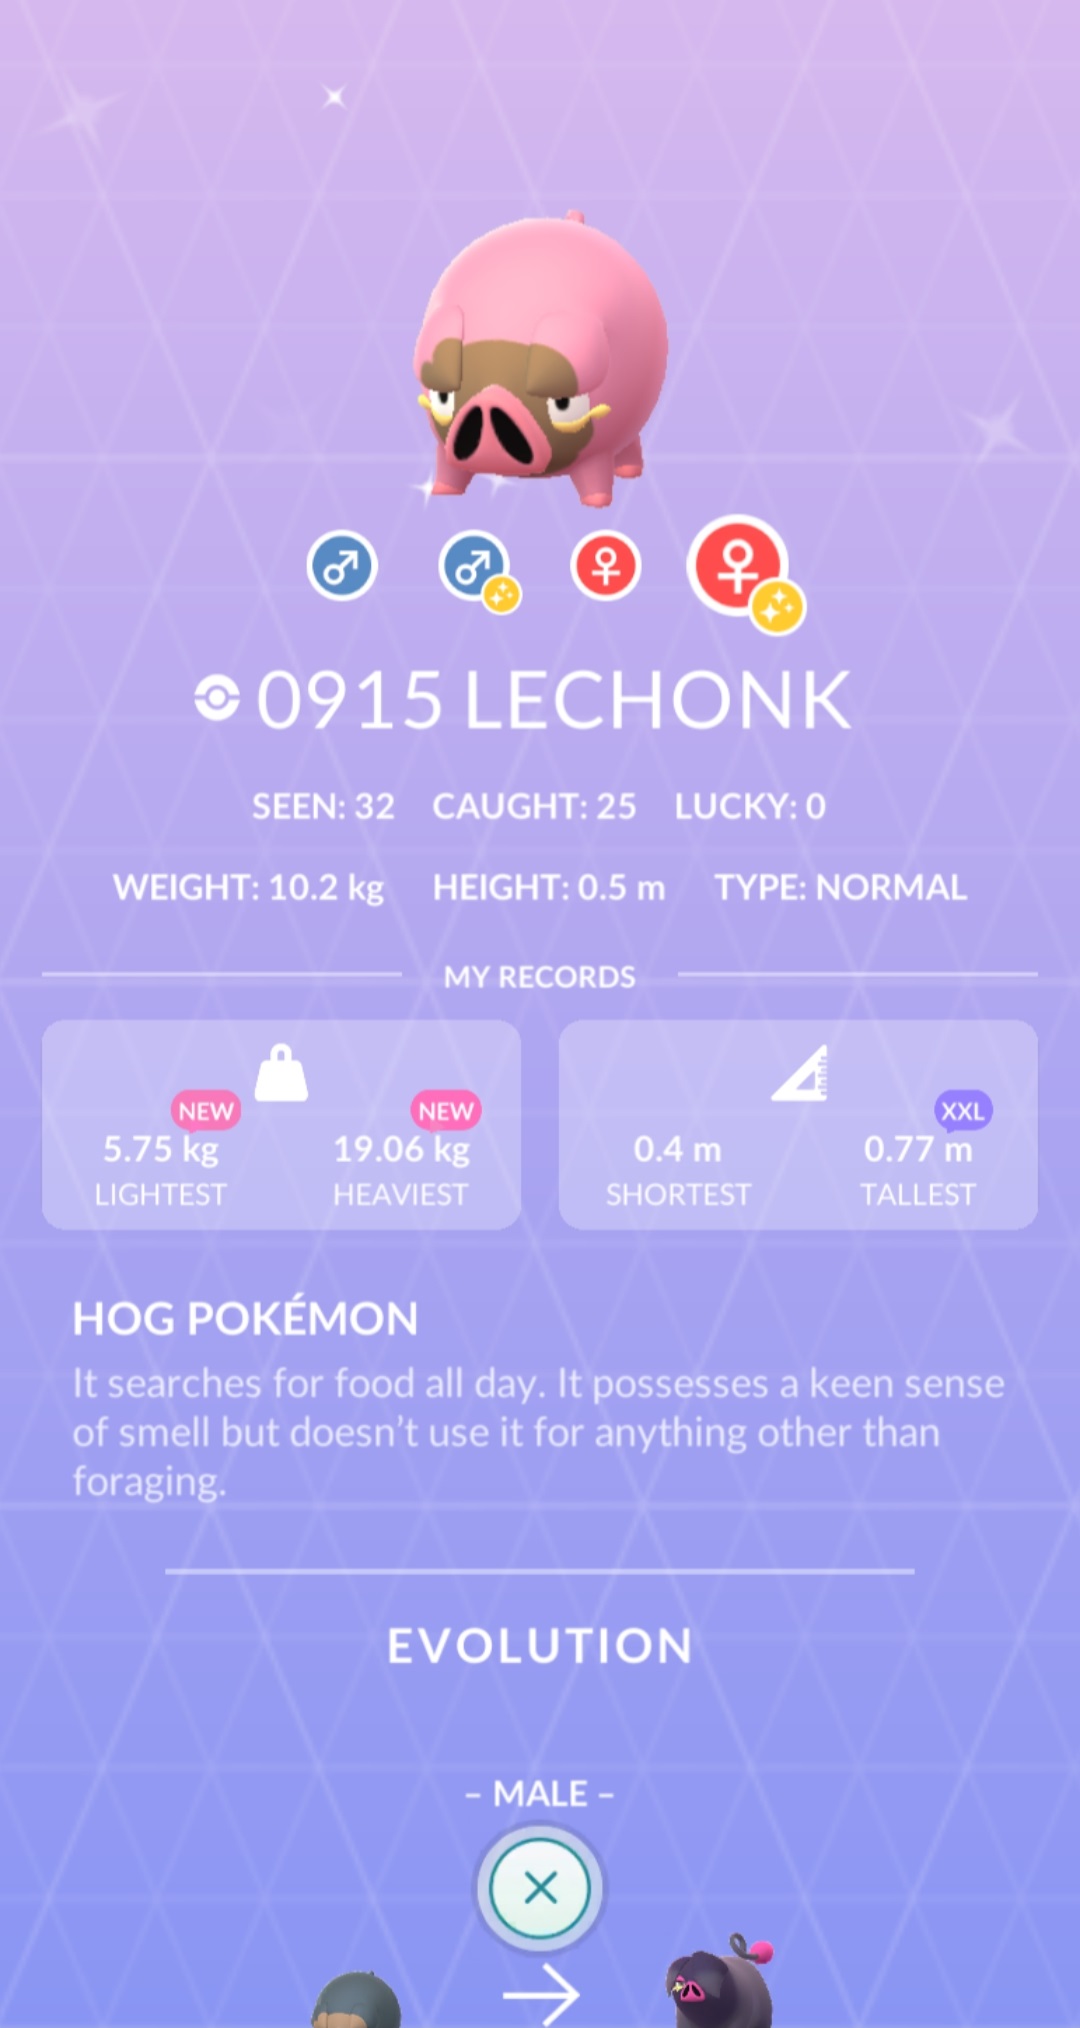 0915 LECHONK
SEEN: 32 CAUGHT: 25 LUCKY: 0
WEIGHT: 10.2 kg HEIGHT: 0.5 m TYPE: NORMAL
MY RECORDS
NEW NEW XXL
5.75 kg 19.06 kg 0.4 m 0.77 m
LIGHTEST HEAVIEST SHORTEST TALLEST
HOG POKÉMON
It searches for food all day. It possesses a keen sense
of smell but doesn’t use it for anything other than
foraging.
EVOLUTION
– MALE –